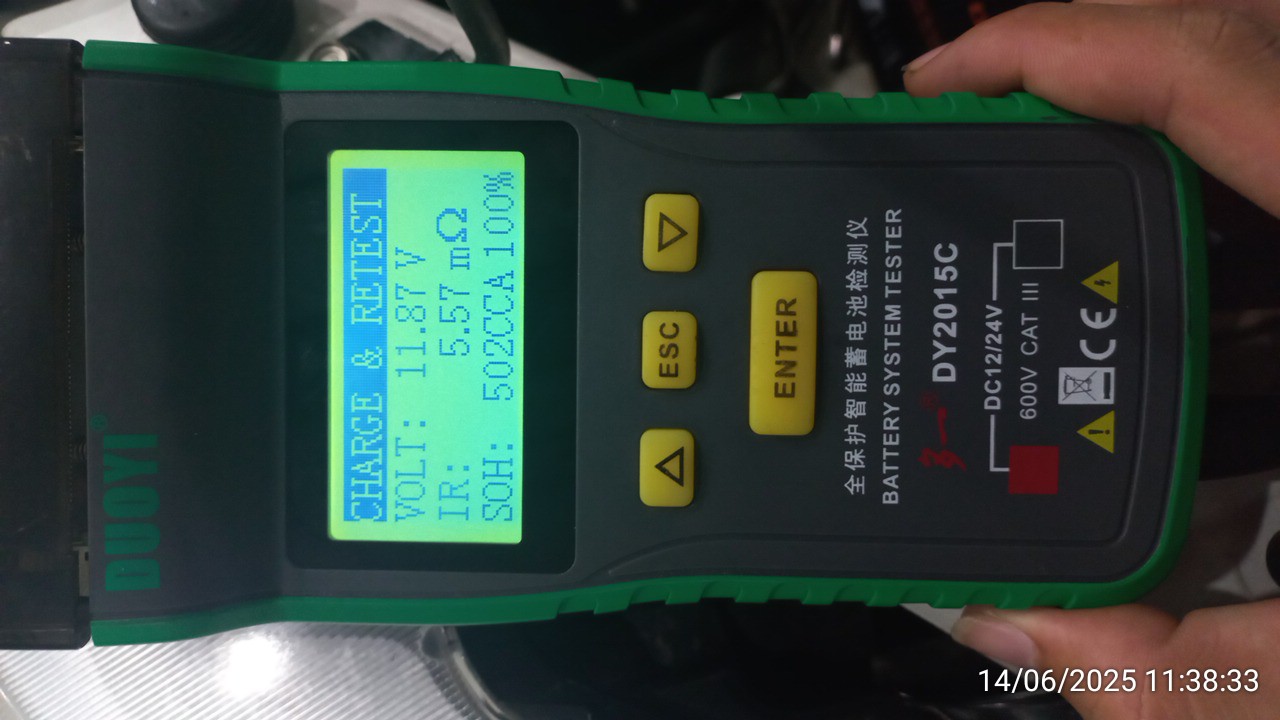 DUOYI®
CHARGE & RETEST
VOLT: 11.87 V
IR: 5.57 mΩ
SOH: 502CCA 100%
ESC
ENTER
全保护智能蓄电池检测仪
BATTERY SYSTEM TESTER
多一® DY2015C
DC12/24V
600V CAT III
CE
14/06/2025 11:38:33